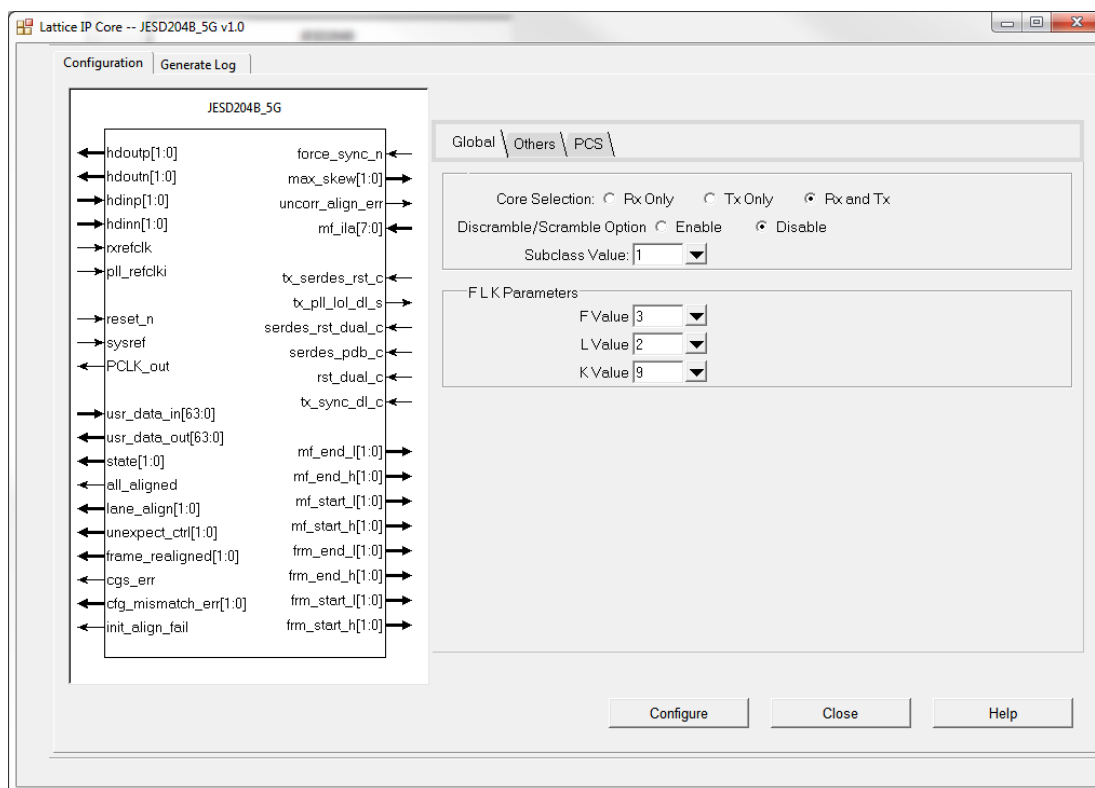 Lattice IP Core -- JESD204B_5G v1.0
Configuration
Generate Log
JESD204B_5G
hdoutp[1:0]
hdoutn[1:0]
hdinp[1:0]
hdinn[1:0]
rxrefclk
pll_refclki
reset_n
sysref
PCLK_out
usr_data_in[63:0]
usr_data_out[63:0]
state[1:0]
all_aligned
lane_align[1:0]
unexpect_ctrl[1:0]
frame_realigned[1:0]
cgs_err
cfg_mismatch_err[1:0]
init_align_fail
force_sync_n
max_skew[1:0]
uncorr_align_err
mf_ila[7:0]
tx_serdes_rst_c
tx_pll_lol_dl_s
serdes_rst_dual_c
serdes_pdb_c
rst_dual_c
tx_sync_dl_c
mf_end_l[1:0]
mf_end_h[1:0]
mf_start_l[1:0]
mf_start_h[1:0]
frm_end_l[1:0]
frm_end_h[1:0]
frm_start_l[1:0]
frm_start_h[1:0]
Global Others PCS
Core Selection: Rx Only Tx Only Rx and Tx
Discramble/Scramble Option Enable Disable
Subclass Value: 1
F L K Parameters
F Value 3
L Value 2
K Value 9
Configure
Close
Help